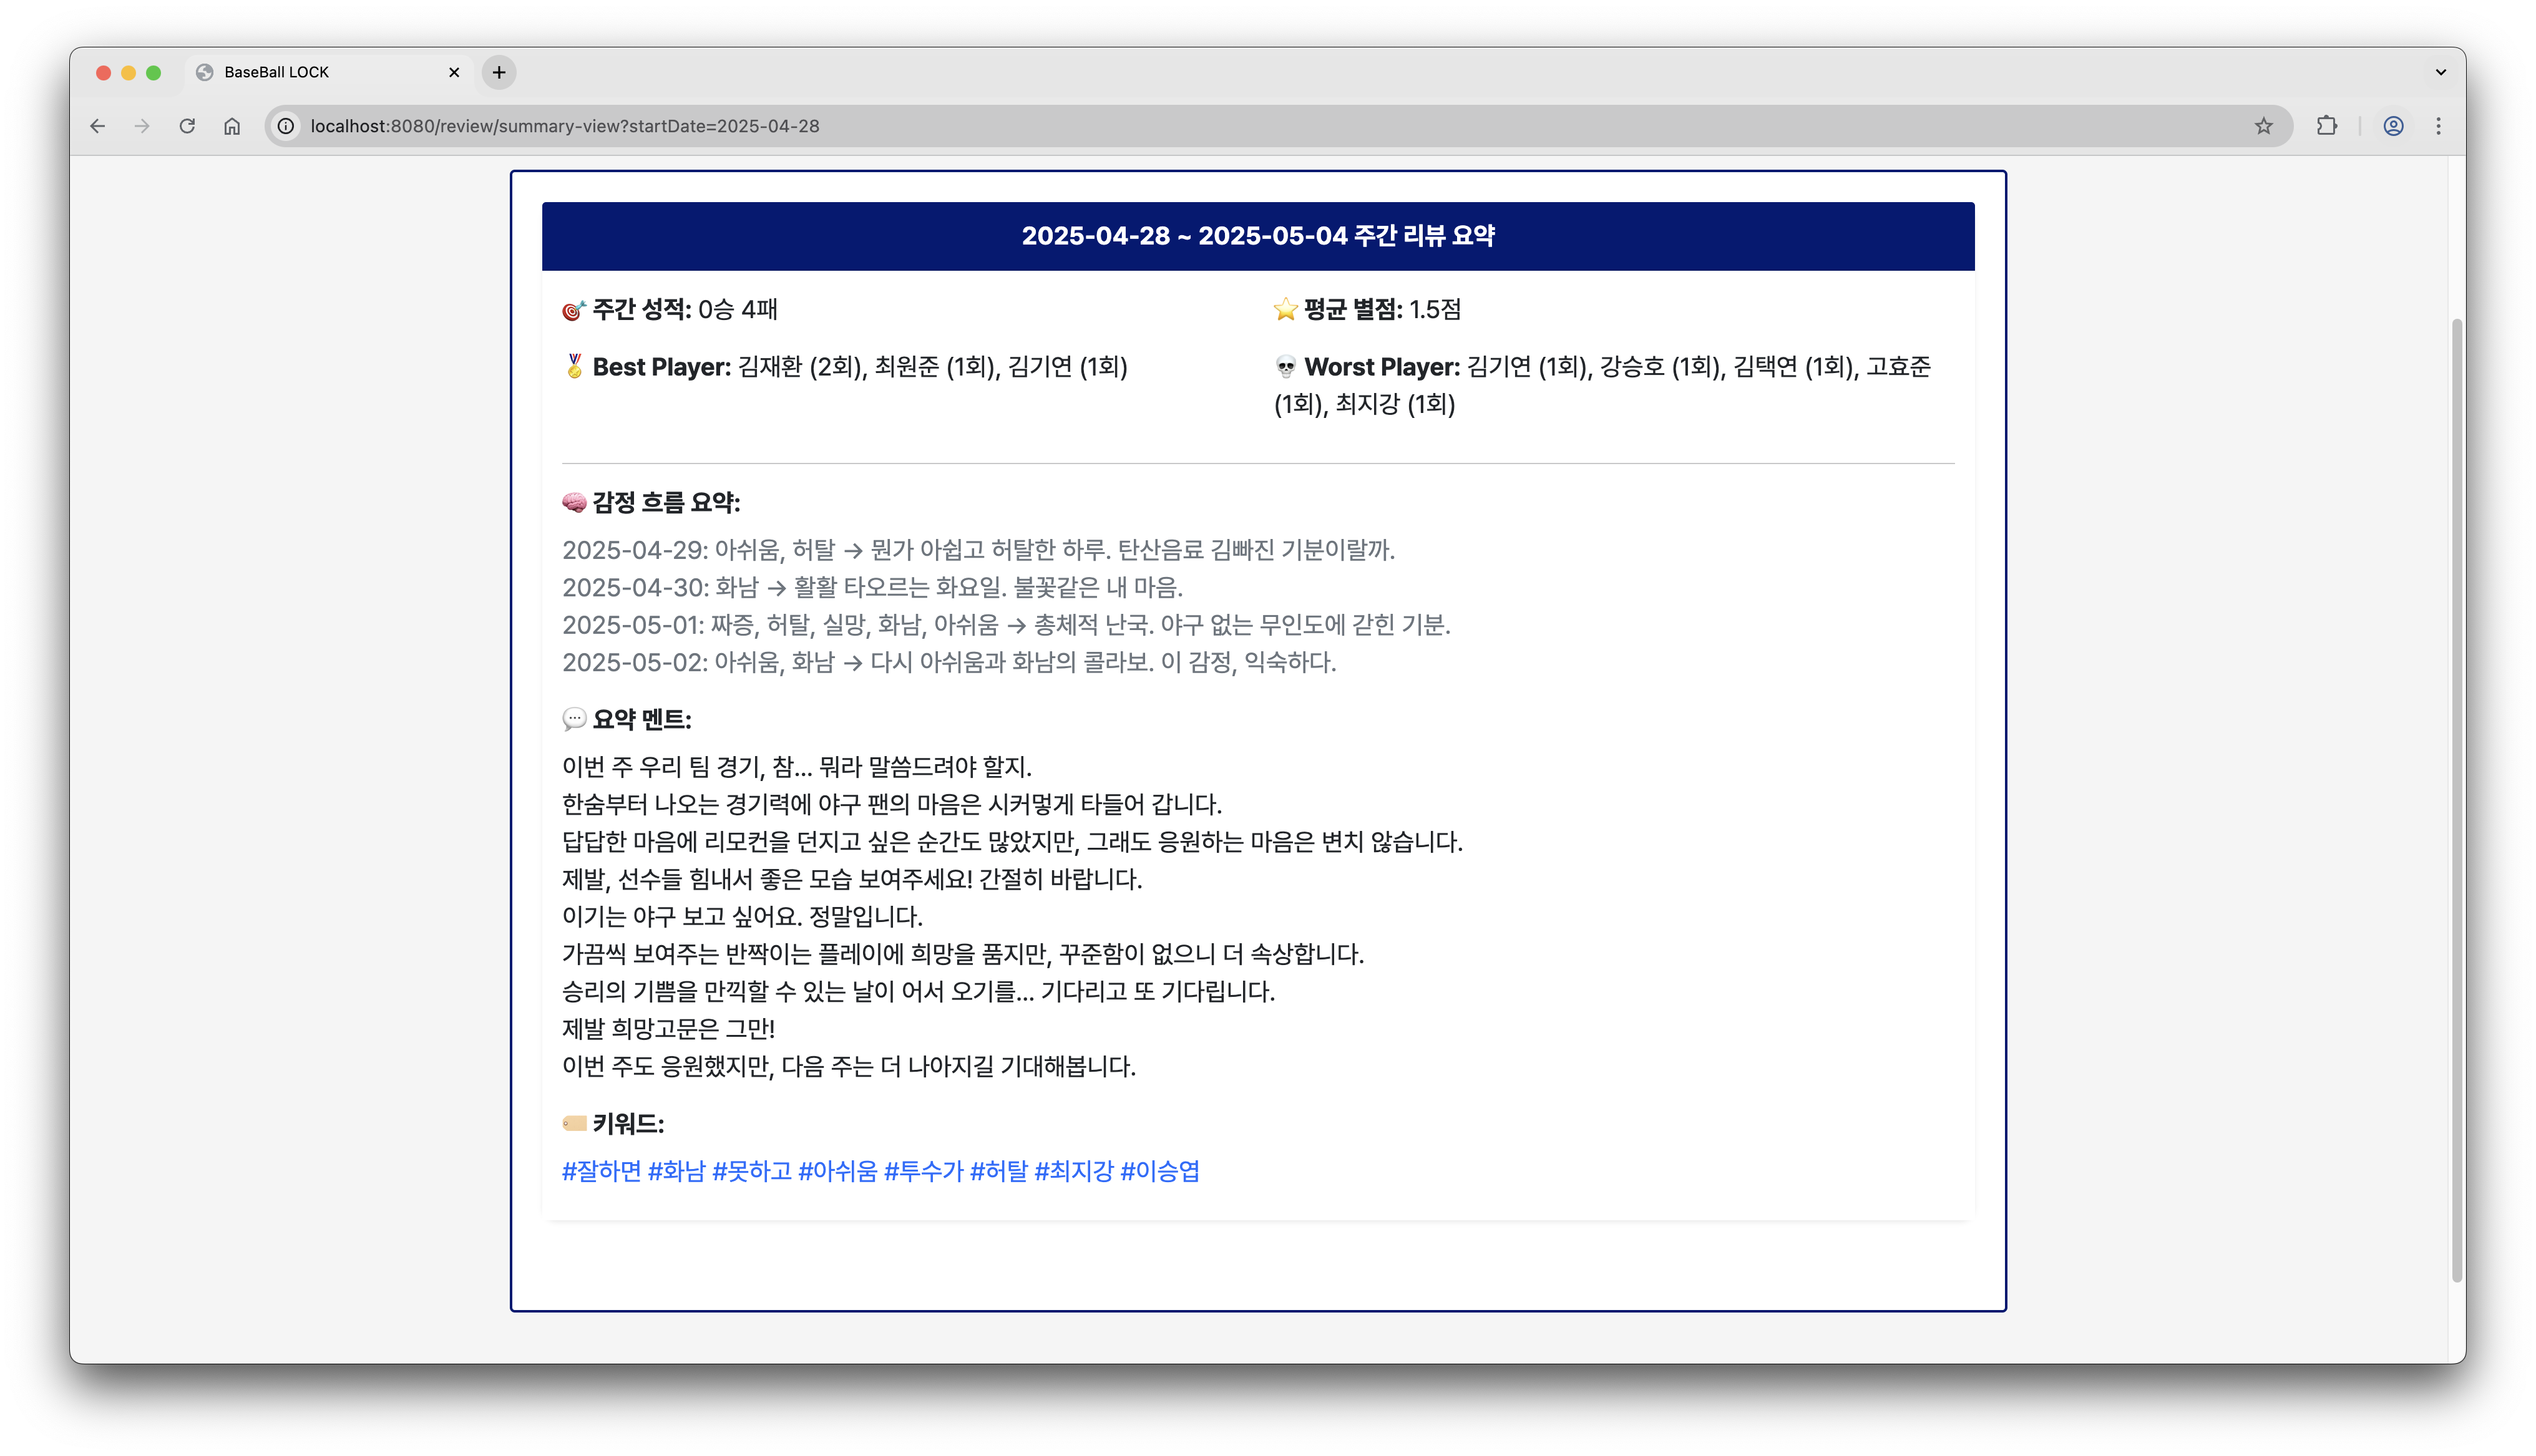 BaseBall LOCK
localhost:8080/review/summary-view?startDate=2025-04-28
2025-04-28 ~ 2025-05-04 주간 리뷰 요약
🎯 주간 성적: 0승 4패
⭐ 평균 별점: 1.5점
🏅 Best Player: 김재환 (2회), 최원준 (1회), 김기연 (1회)
💀 Worst Player: 김기연 (1회), 강승호 (1회), 김택연 (1회), 고효준
(1회), 최지강 (1회)
🧠 감정 흐름 요약:
2025-04-29: 아쉬움, 허탈 → 뭔가 아쉽고 허탈한 하루. 탄산음료 김빠진 기분이랄까.
2025-04-30: 화남 → 활활 타오르는 화요일. 불꽃같은 내 마음.
2025-05-01: 짜증, 허탈, 실망, 화남, 아쉬움 → 총체적 난국. 야구 없는 무인도에 갇힌 기분.
2025-05-02: 아쉬움, 화남 → 다시 아쉬움과 화남의 콜라보. 이 감정, 익숙하다.
💬 요약 멘트:
이번 주 우리 팀 경기, 참... 뭐라 말씀드려야 할지.
한숨부터 나오는 경기력에 야구 팬의 마음은 시커멓게 타들어 갑니다.
답답한 마음에 리모컨을 던지고 싶은 순간도 많았지만, 그래도 응원하는 마음은 변치 않습니다.
제발, 선수들 힘내서 좋은 모습 보여주세요! 간절히 바랍니다.
이기는 야구 보고 싶어요. 정말입니다.
가끔씩 보여주는 반짝이는 플레이에 희망을 품지만, 꾸준함이 없으니 더 속상합니다.
승리의 기쁨을 만끽할 수 있는 날이 어서 오기를... 기다리고 또 기다립니다.
제발 희망고문은 그만!
이번 주도 응원했지만, 다음 주는 더 나아지길 기대해봅니다.
🏷️ 키워드:
#잘하면 #화남 #못하고 #아쉬움 #투수가 #허탈 #최지강 #이승엽